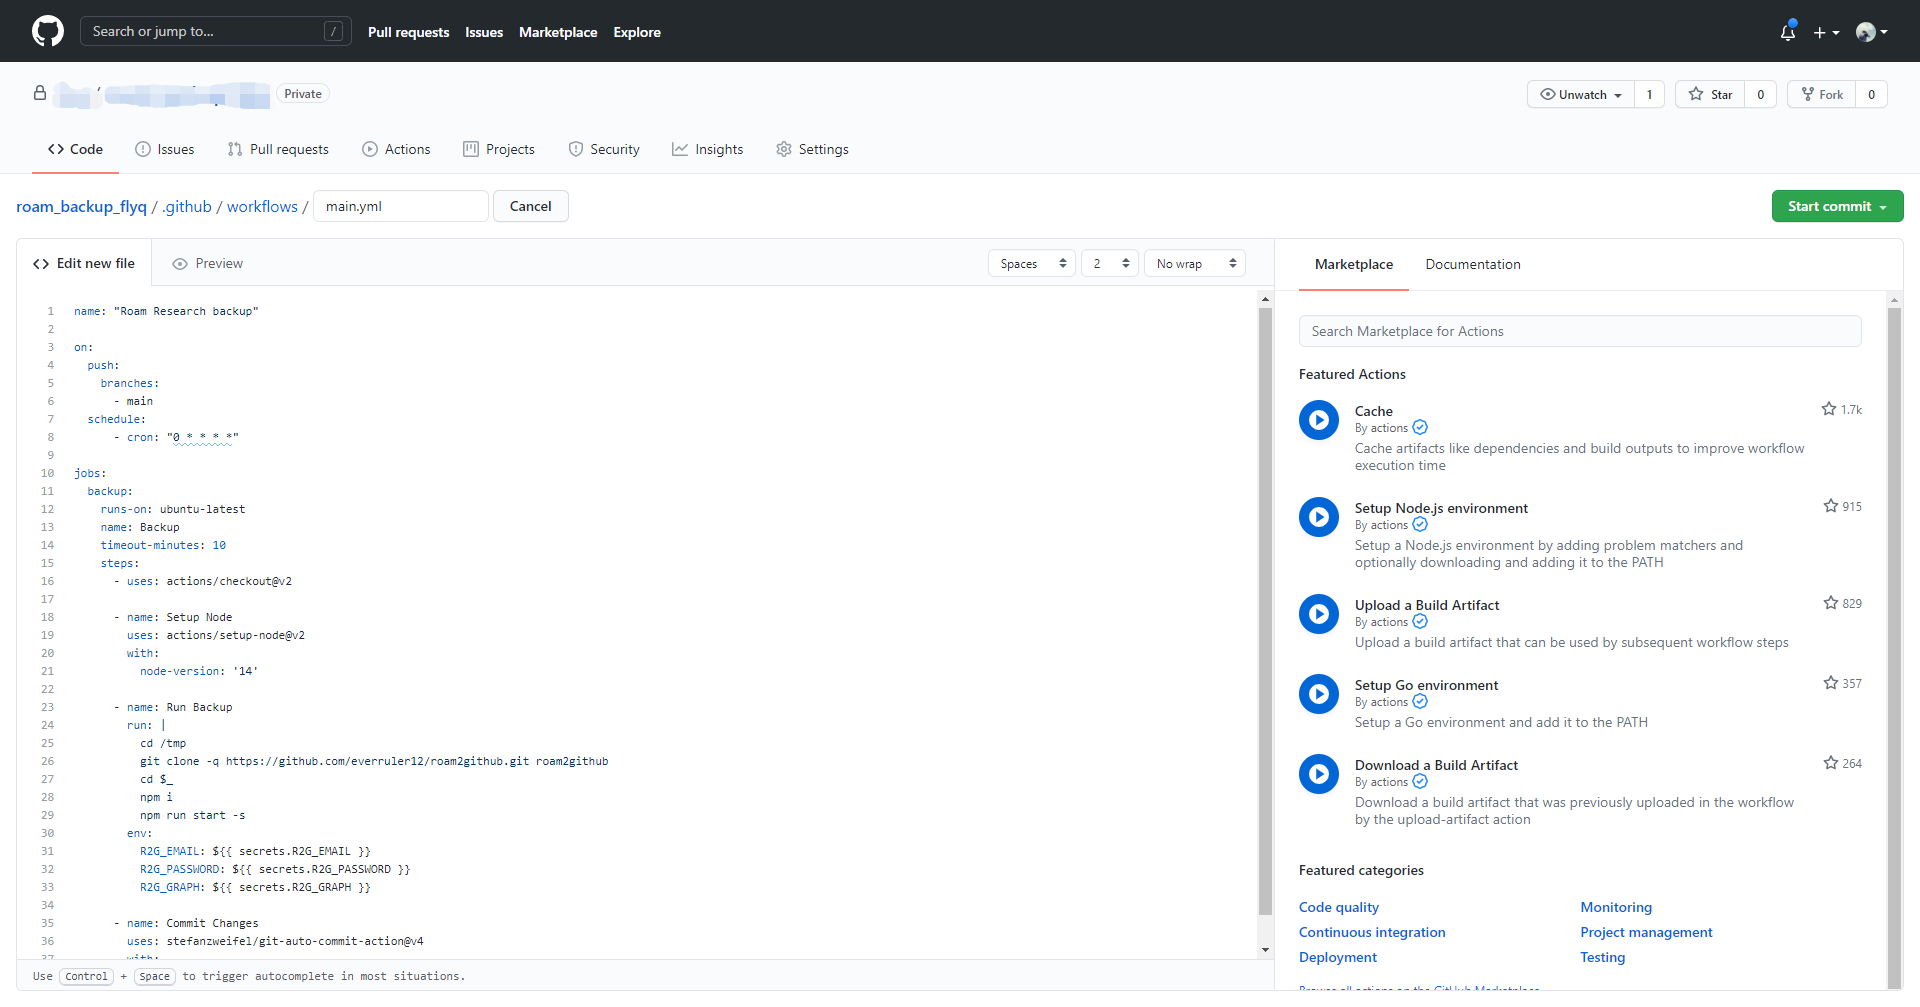 Search or jump to... /
Pull requests Issues Marketplace Explore
/ Private
Unwatch 1 Star 0 Fork 0
Code Issues Pull requests Actions Projects Security Insights Settings
roam_backup_flyq / .github / workflows / main.yml Cancel Start commit
Edit new file Preview Spaces 2 No wrap
1 name: "Roam Research backup"
2
3 on:
4 push:
5 branches:
6 - main
7 schedule:
8 - cron: "0 * * * *"
9
10 jobs:
11 backup:
12 runs-on: ubuntu-latest
13 name: Backup
14 timeout-minutes: 10
15 steps:
16 - uses: actions/checkout@v2
17
18 - name: Setup Node
19 uses: actions/setup-node@v2
20 with:
21 node-version: '14'
22
23 - name: Run Backup
24 run: |
25 cd /tmp
26 git clone -q https://github.com/everruler12/roam2github.git roam2github
27 cd $_
28 npm i
29 npm run start -s
30 env:
31 R2G_EMAIL: ${{ secrets.R2G_EMAIL }}
32 R2G_PASSWORD: ${{ secrets.R2G_PASSWORD }}
33 R2G_GRAPH: ${{ secrets.R2G_GRAPH }}
34
35 - name: Commit Changes
36 uses: stefanzweifel/git-auto-commit-action@v4
37 with:
Use Control + Space to trigger autocomplete in most situations.
Marketplace Documentation
Search Marketplace for Actions
Featured Actions
Cache 1.7k
By actions
Cache artifacts like dependencies and build outputs to improve workflow
execution time
Setup Node.js environment 915
By actions
Setup a Node.js environment by adding problem matchers and
optionally downloading and adding it to the PATH
Upload a Build Artifact 829
By actions
Upload a build artifact that can be used by subsequent workflow steps
Setup Go environment 357
By actions
Setup a Go environment and add it to the PATH
Download a Build Artifact 264
By actions
Download a build artifact that was previously uploaded in the workflow
by the upload-artifact action
Featured categories
Code quality Monitoring
Continuous integration Project management
Deployment Testing
Browse all actions on the GitHub Marketplace